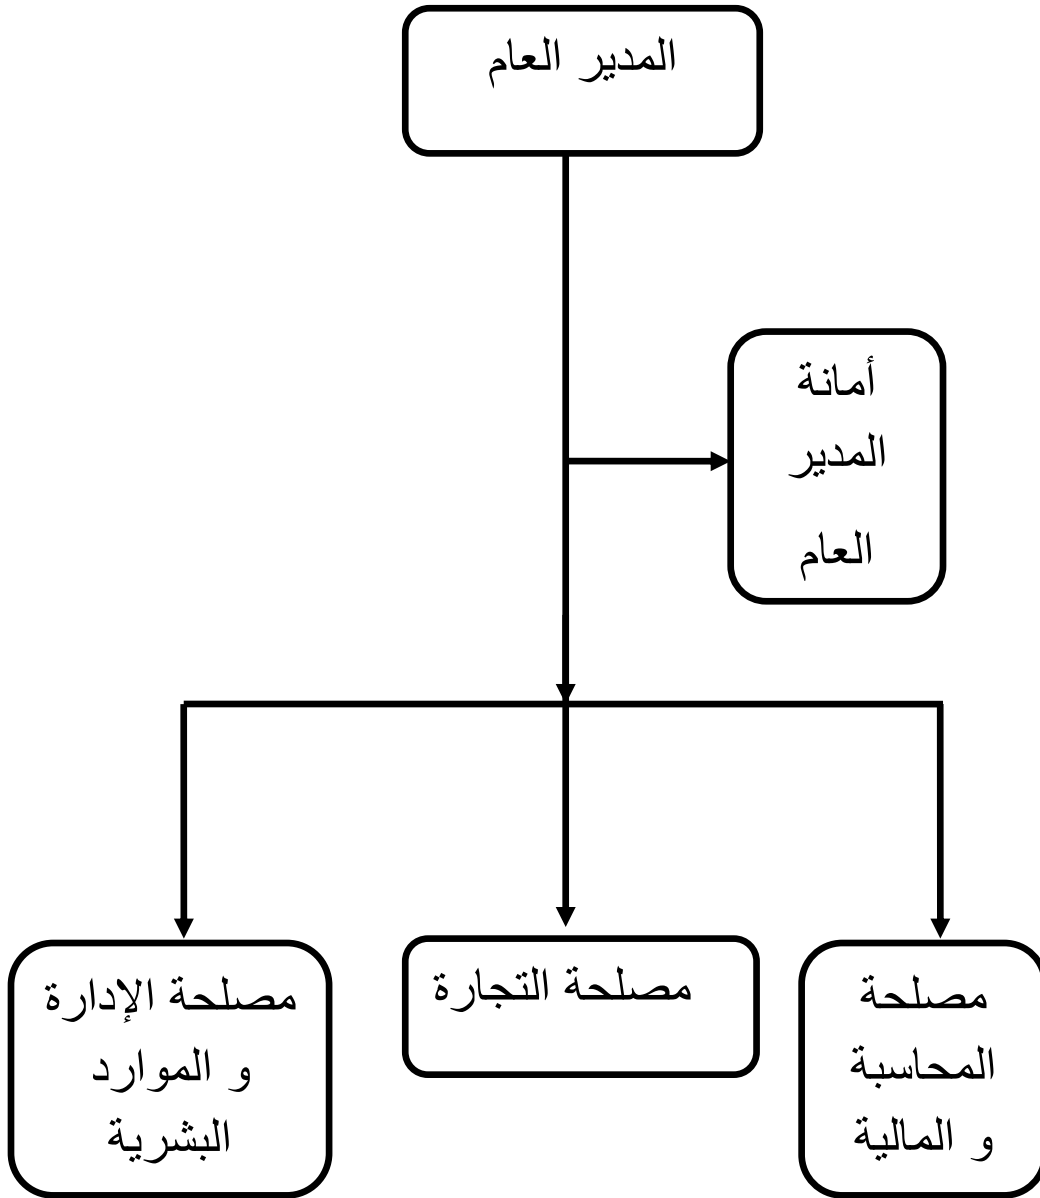 المدير العام
أمانة
المدير
العام
مصلحة
المحاسبة
و المالية
مصلحة التجارة
مصلحة الإدارة
و الموارد
البشرية